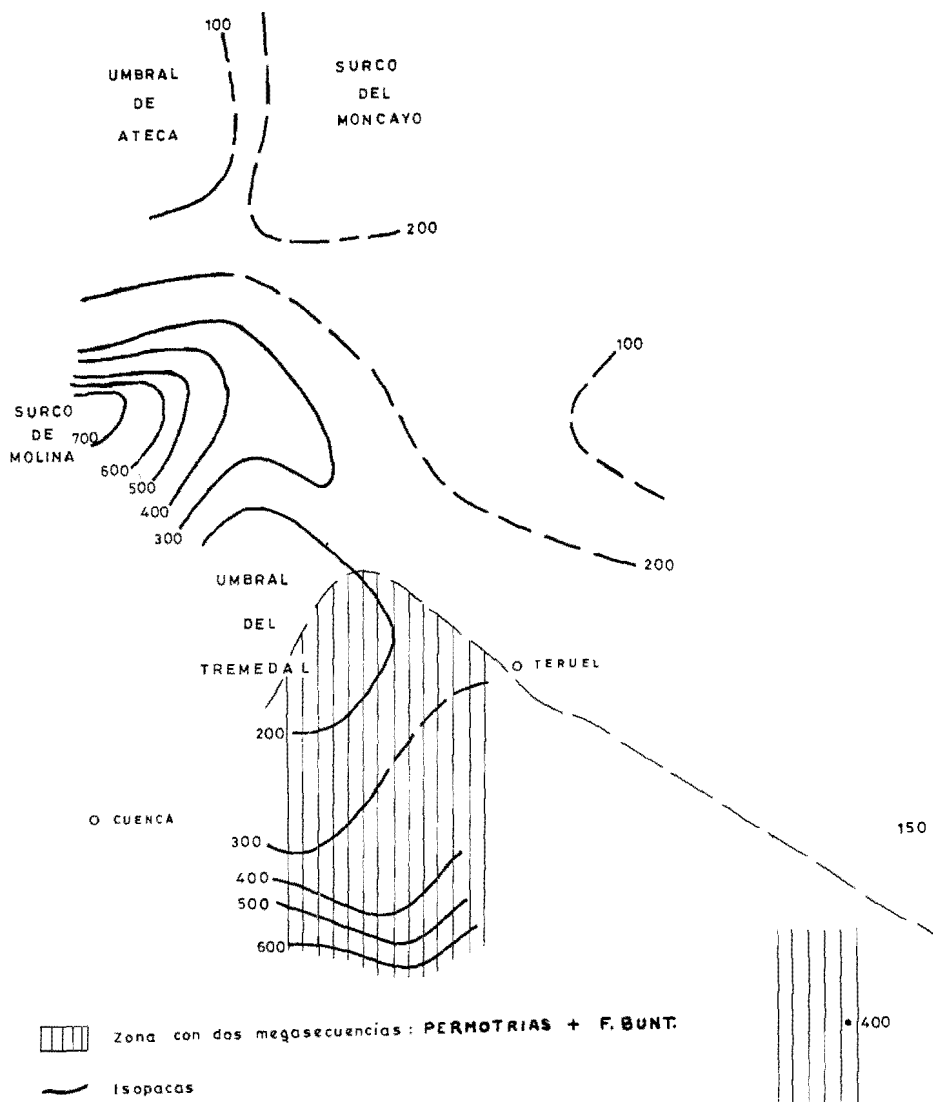 100
UMBRAL
DE
ATECA
SURCO
DEL
MONCAYO
200
100
SURCO
DE
MOLINA
700
600
500
400
300
200
UMBRAL
DEL
TREMEDAL
TERUEL
200
CUENCA
300
400
500
600
150
400
Zona con dos megasecuencias: PERMOTRIAS + F. BUNT.
Isopacas